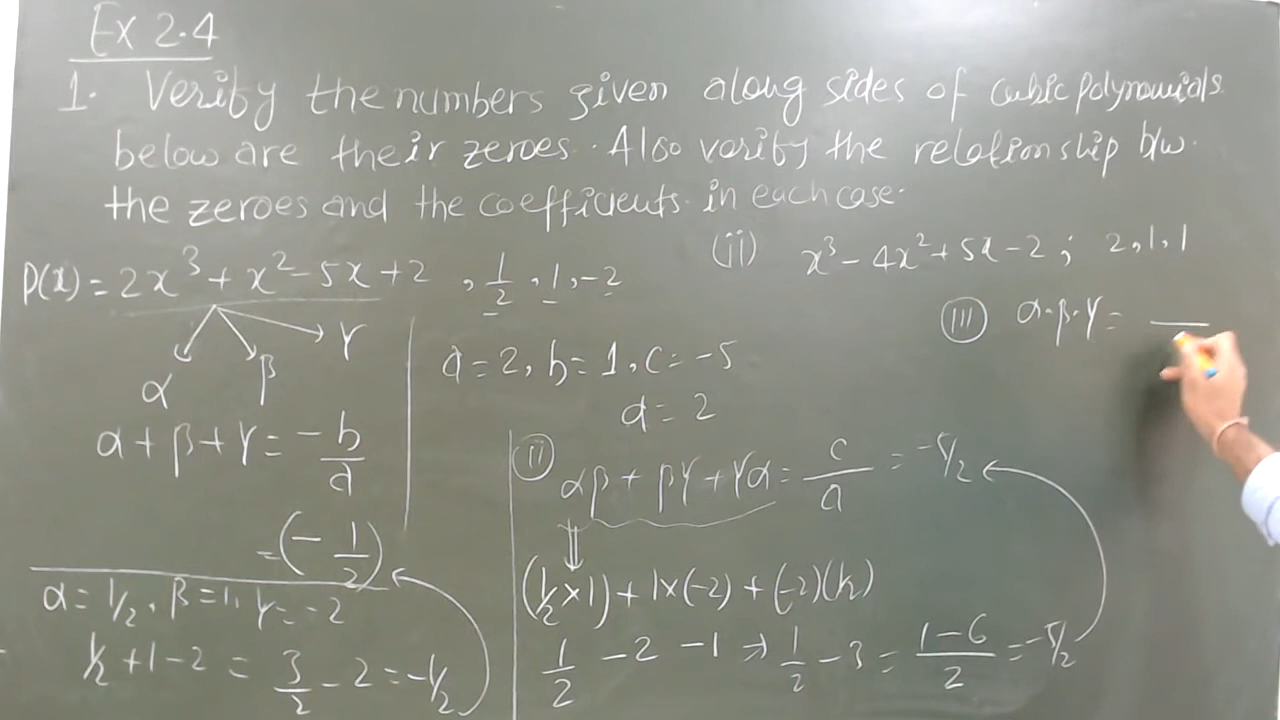 Ex 2.4
1. Verify the numbers given along sides of cubic polynomials
below are their zeroes. Also verify the relationship b/w.
the zeroes and the coefficients in each case.
P(x) = 2x³ + x² - 5x + 2 , 1/2 , 1 , -2
α β γ
α + β + γ = -b/a
= (-1/2)
α = 1/2, β = 1, γ = -2
1/2 + 1 - 2 = 3/2 - 2 = -1/2
a = 2, b = 1, c = -5
d = 2
(ii) αβ + βγ + γα = c/a = -5/2
(1/2 × 1) + 1×(-2) + (-2)(1/2)
1/2 - 2 - 1 ⇒ 1/2 - 3 = (1-6)/2 = -5/2
(ii) x³ - 4x² + 5x - 2 ; 2, 1, 1
(iii) α·β·γ =